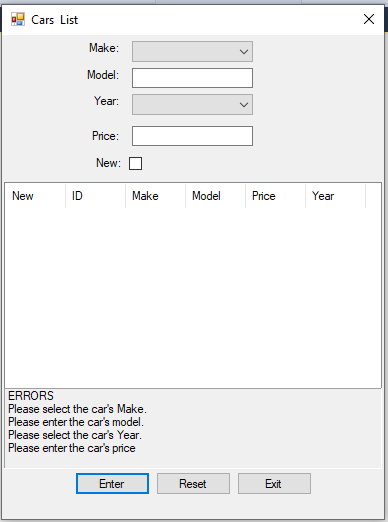 Cars List
Make:
Model:
Year:
Price:
New:
New ID Make Model Price Year
ERRORS
Please select the car's Make.
Please enter the car's model.
Please select the car's Year.
Please enter the car's price
Enter Reset Exit